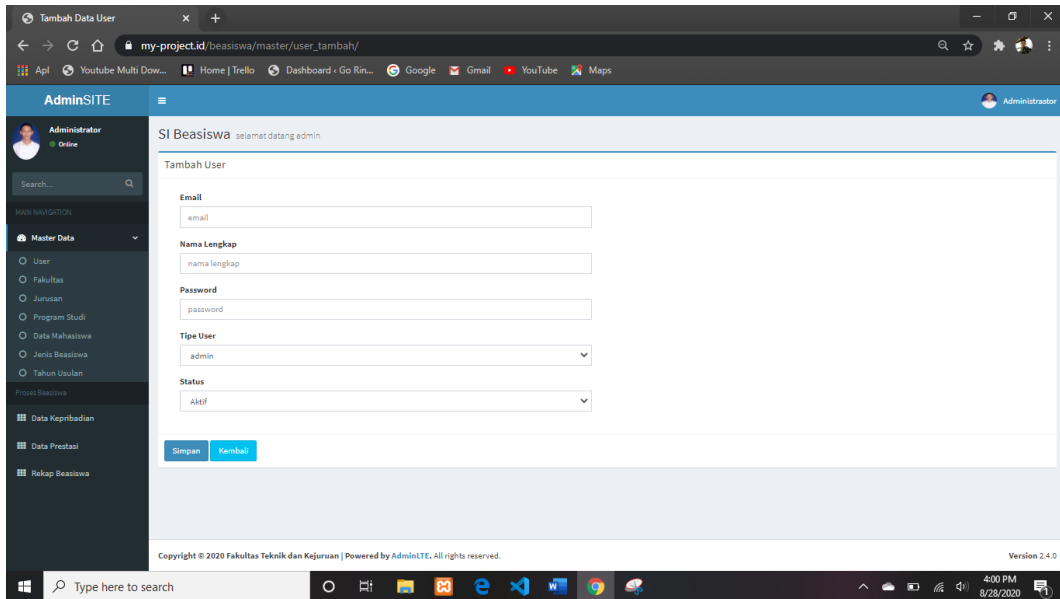 Tambah Data User
my-project.id/beasiswa/master/user_tambah/
Apl Youtube Multi Dow... Home | Trello Dashboard ‹ Go Rin... Google Gmail YouTube Maps
AdminSITE
Administrastor
Administrator
Online
Search...
MAIN NAVIGATION
Master Data
User
Fakultas
Jurusan
Program Studi
Data Mahasiswa
Jenis Beasiswa
Tahun Usulan
Proses Beasiswa
Data Kepribadian
Data Prestasi
Rekap Beasiswa
SI Beasiswa selamat datang admin
Tambah User
Email
email
Nama Lengkap
nama lengkap
Password
password
Tipe User
admin
Status
Aktif
Simpan Kembali
Copyright © 2020 Fakultas Teknik dan Kejuruan | Powered by AdminLTE. All rights reserved.
Version 2.4.0
Type here to search
4:00 PM
8/28/2020